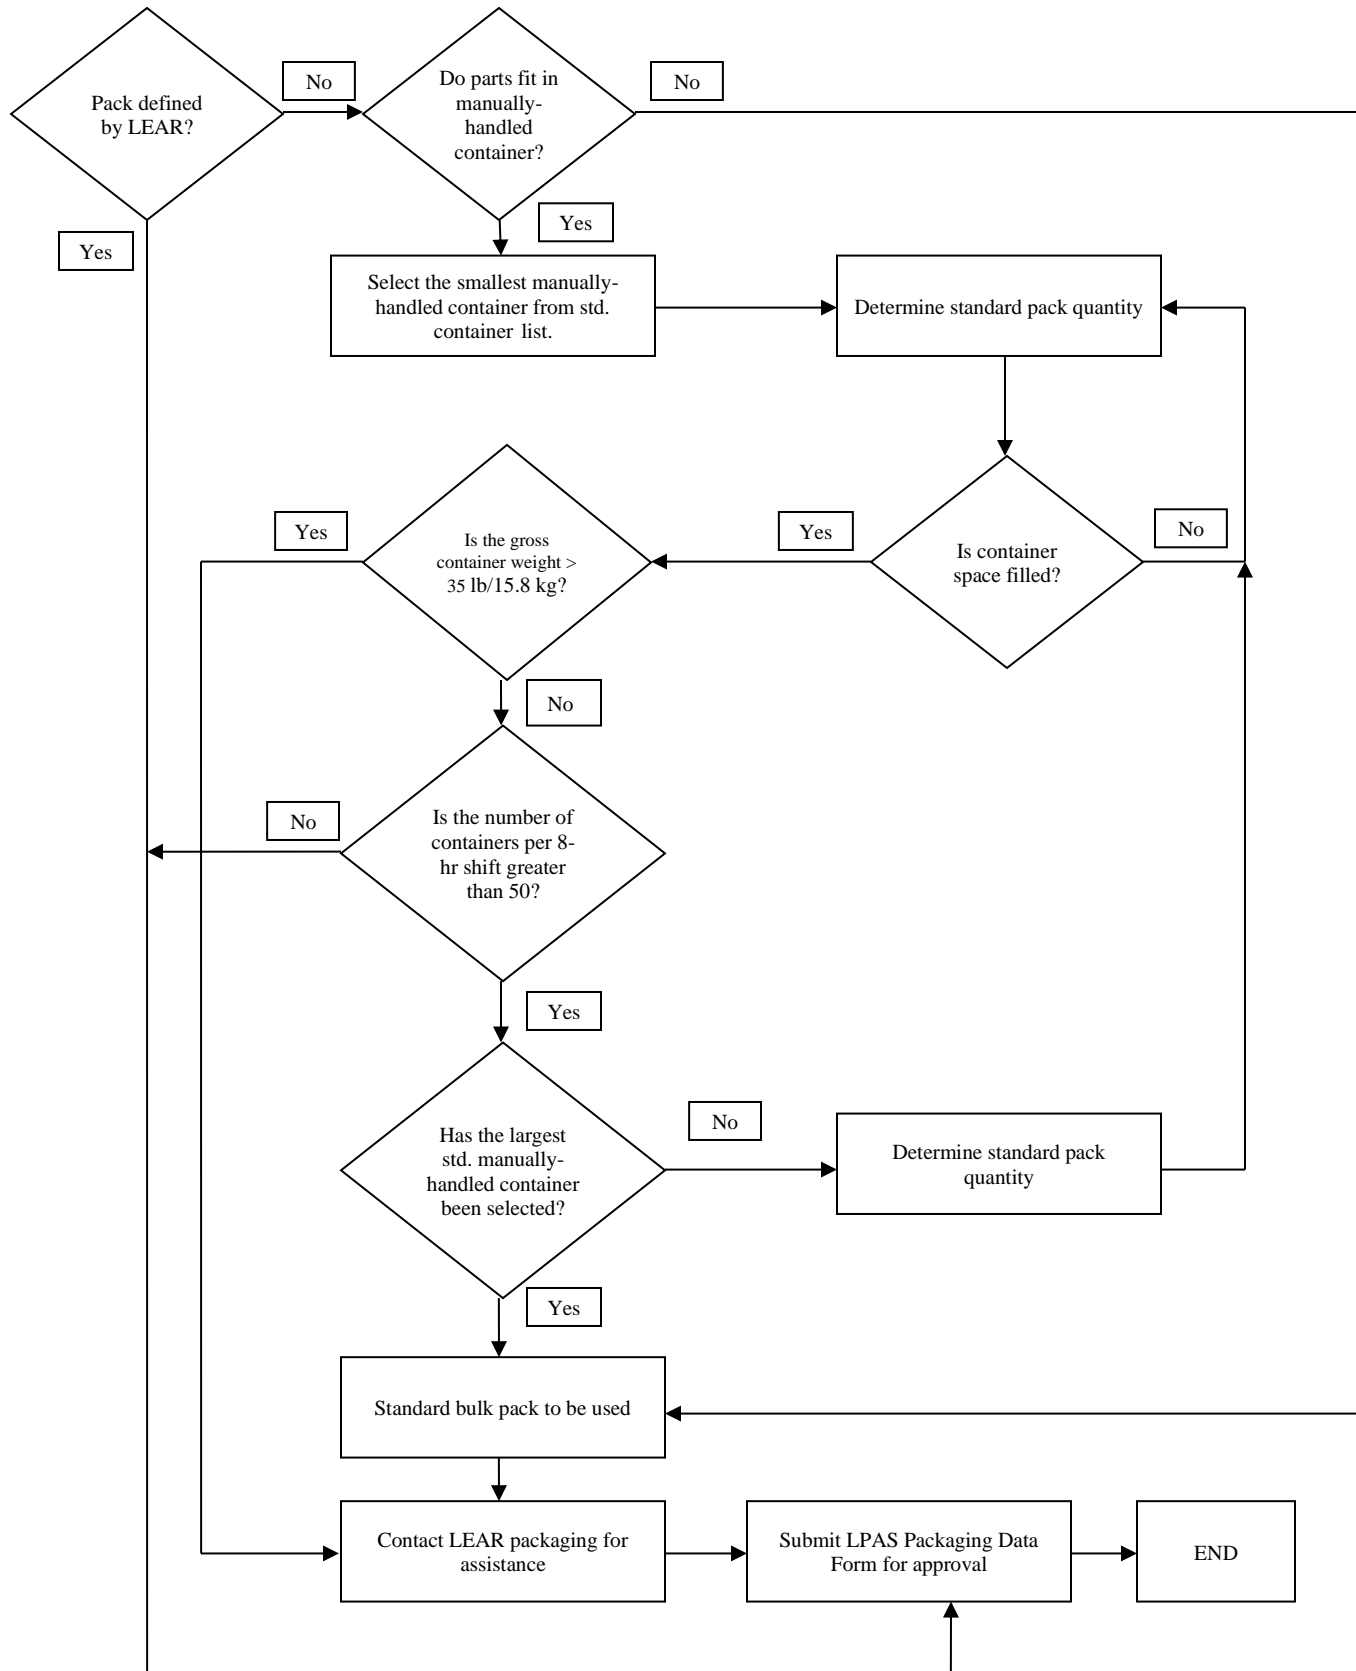 Pack defined
by LEAR?
No
Do parts fit in
manually-
handled
container?
No
Yes
Yes
Select the smallest manually-
handled container from std.
container list.
Determine standard pack quantity
Yes
Is the gross
container weight >
35 lb/15.8 kg?
Yes
Is container
space filled?
No
No
No
Is the number of
containers per 8-
hr shift greater
than 50?
Yes
Has the largest
std. manually-
handled container
been selected?
No
Determine standard pack
quantity
Yes
Standard bulk pack to be used
Contact LEAR packaging for
assistance
Submit LPAS Packaging Data
Form for approval
END